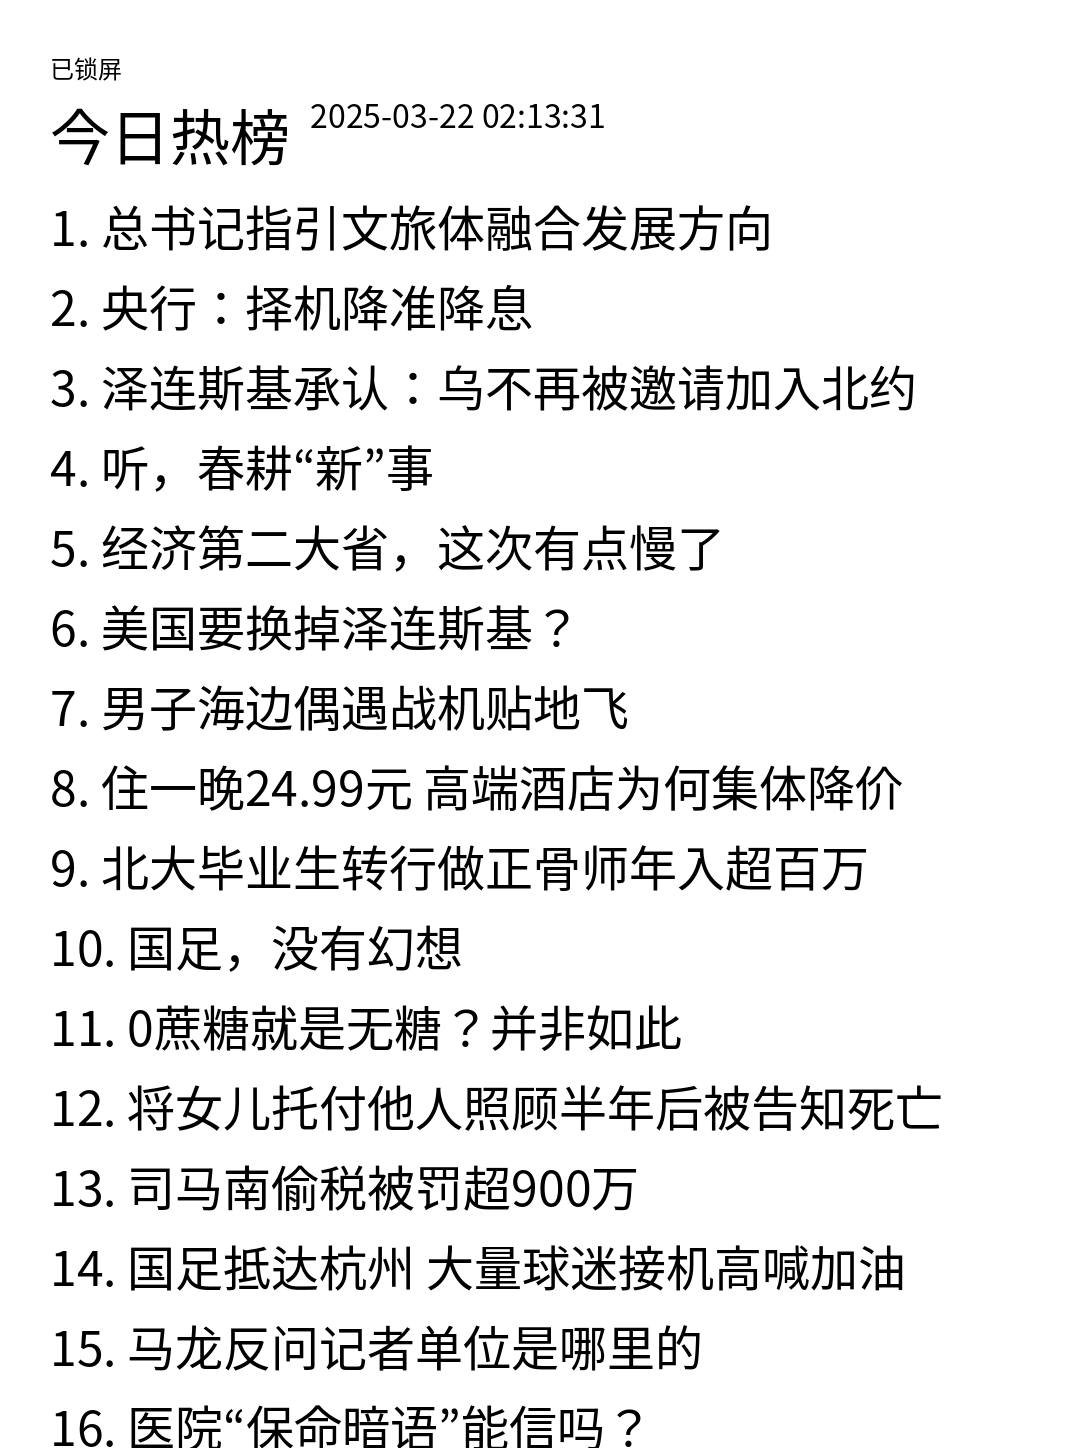 已锁屏
今日热榜 2025-03-22 02:13:31
1. 总书记指引文旅体融合发展方向
2. 央行：择机降准降息
3. 泽连斯基承认：乌不再被邀请加入北约
4. 听，春耕“新”事
5. 经济第二大省，这次有点慢了
6. 美国要换掉泽连斯基？
7. 男子海边偶遇战机贴地飞
8. 住一晚24.99元 高端酒店为何集体降价
9. 北大毕业生转行做正骨师年入超百万
10. 国足，没有幻想
11. 0蔗糖就是无糖？并非如此
12. 将女儿托付他人照顾半年后被告知死亡
13. 司马南偷税被罚超900万
14. 国足抵达杭州 大量球迷接机高喊加油
15. 马龙反问记者单位是哪里的
16. 医院“保命暗语”能信吗？